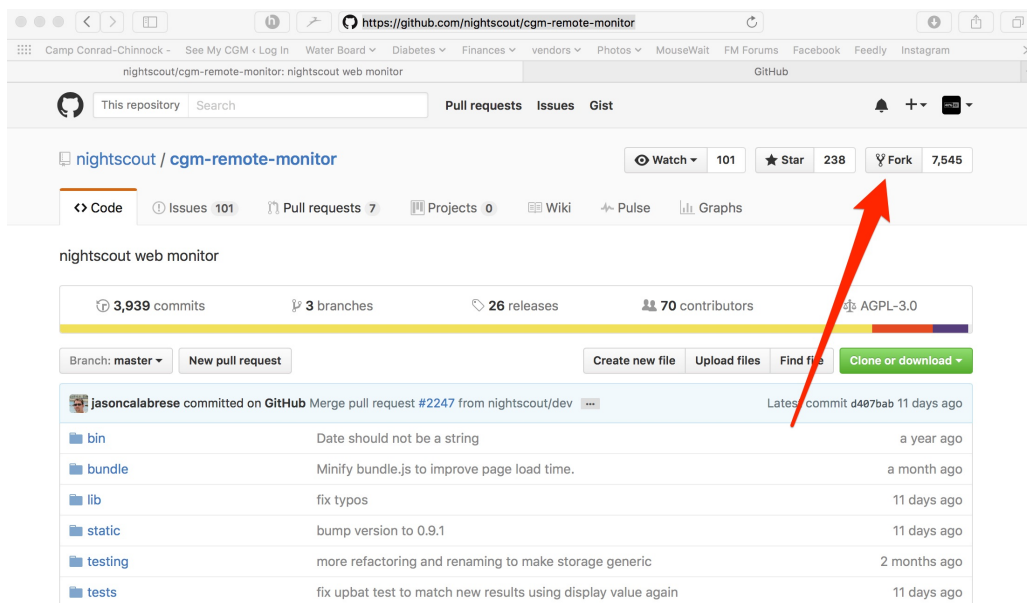 https://github.com/nightscout/cgm-remote-monitor
Camp Conrad-Chinnock - See My CGM ‹ Log In Water Board Diabetes Finances vendors Photos MouseWait FM Forums Facebook Feedly Instagram
nightscout/cgm-remote-monitor: nightscout web monitor GitHub
This repository Search Pull requests Issues Gist
nightscout / cgm-remote-monitor Watch 101 Star 238 Fork 7,545
Code Issues 101 Pull requests 7 Projects 0 Wiki Pulse Graphs
nightscout web monitor
3,939 commits 3 branches 26 releases 70 contributors AGPL-3.0
Branch: master New pull request Create new file Upload files Find file Clone or download
jasoncalabrese committed on GitHub Merge pull request #2247 from nightscout/dev ... Latest commit d407bab 11 days ago
bin Date should not be a string a year ago
bundle Minify bundle.js to improve page load time. a month ago
lib fix typos 11 days ago
static bump version to 0.9.1 11 days ago
testing more refactoring and renaming to make storage generic 2 months ago
tests fix upbat test to match new results using display value again 11 days ago